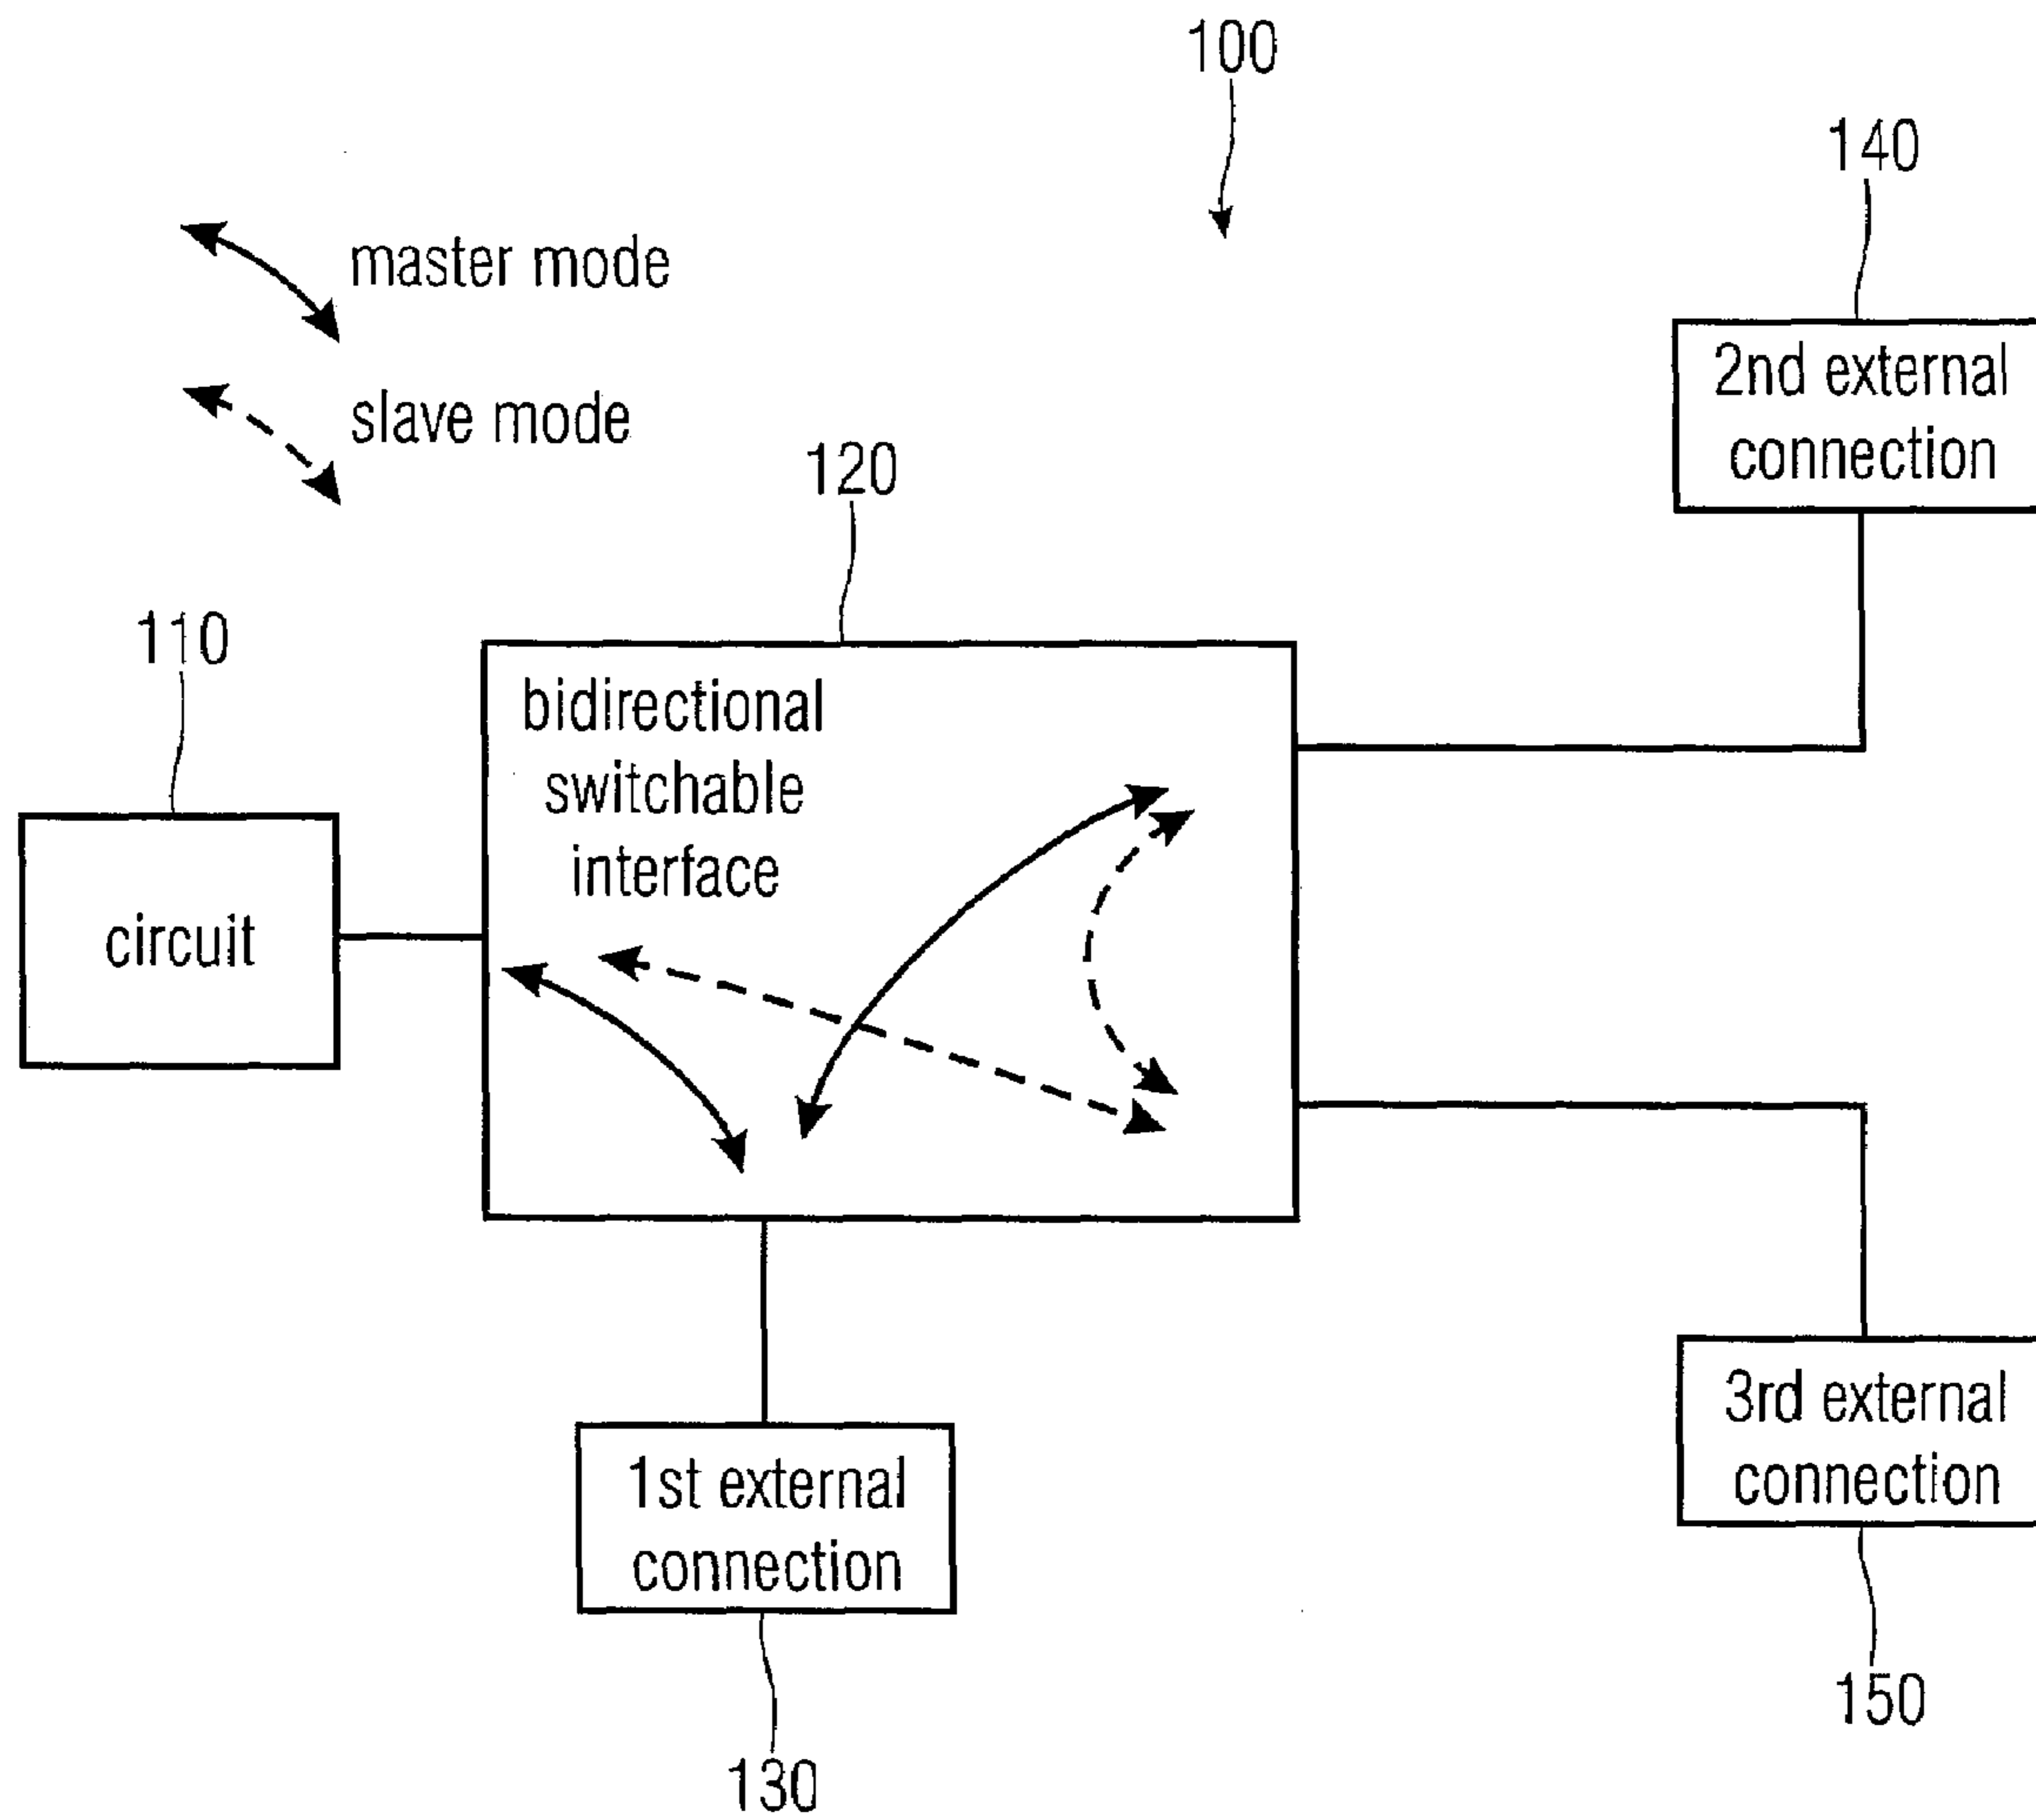 100
140
master mode
slave mode
2nd external
connection
120
110
bidirectional
switchable
interface
circuit
3rd external
connection
1st external
connection
150
130